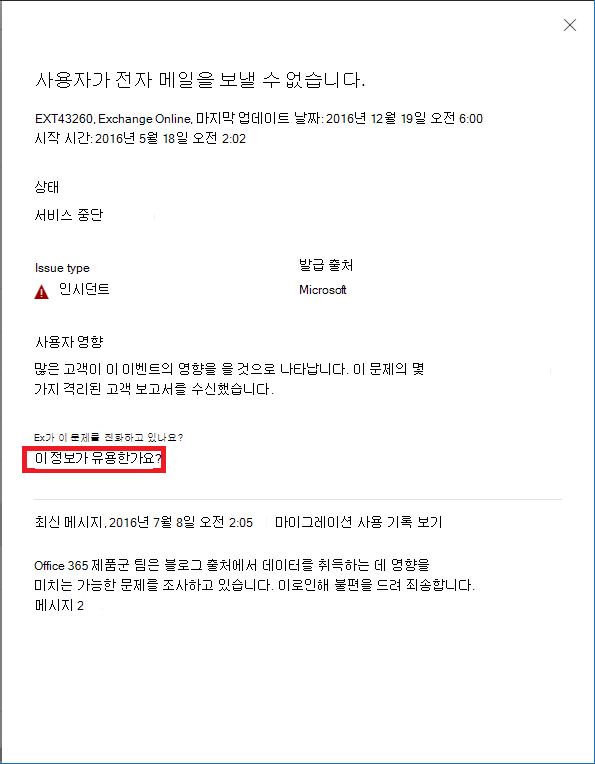 사용자가 전자 메일을 보낼 수 없습니다.
EXT43260, Exchange Online, 마지막 업데이트 날짜: 2016년 12월 19일 오전 6:00
시작 시간: 2016년 5월 18일 오전 2:02
상태
서비스 중단
Issue type
발급 출처
인시던트
Microsoft
사용자 영향
많은 고객이 이 이벤트의 영향을 을 것으로 나타납니다. 이 문제의 몇
가지 격리된 고객 보고서를 수신했습니다.
Ex가 이 문제를 진화하고 있나요?
이 정보가 유용한가요?
최신 메시지, 2016년 7월 8일 오전 2:05 마이그레이션 사용 기록 보기
Office 365 제품군 팀은 블로그 출처에서 데이터를 취득하는 데 영향을
미치는 가능한 문제를 조사하고 있습니다. 이로인해 불편을 드려 죄송합니다.
메시지 2